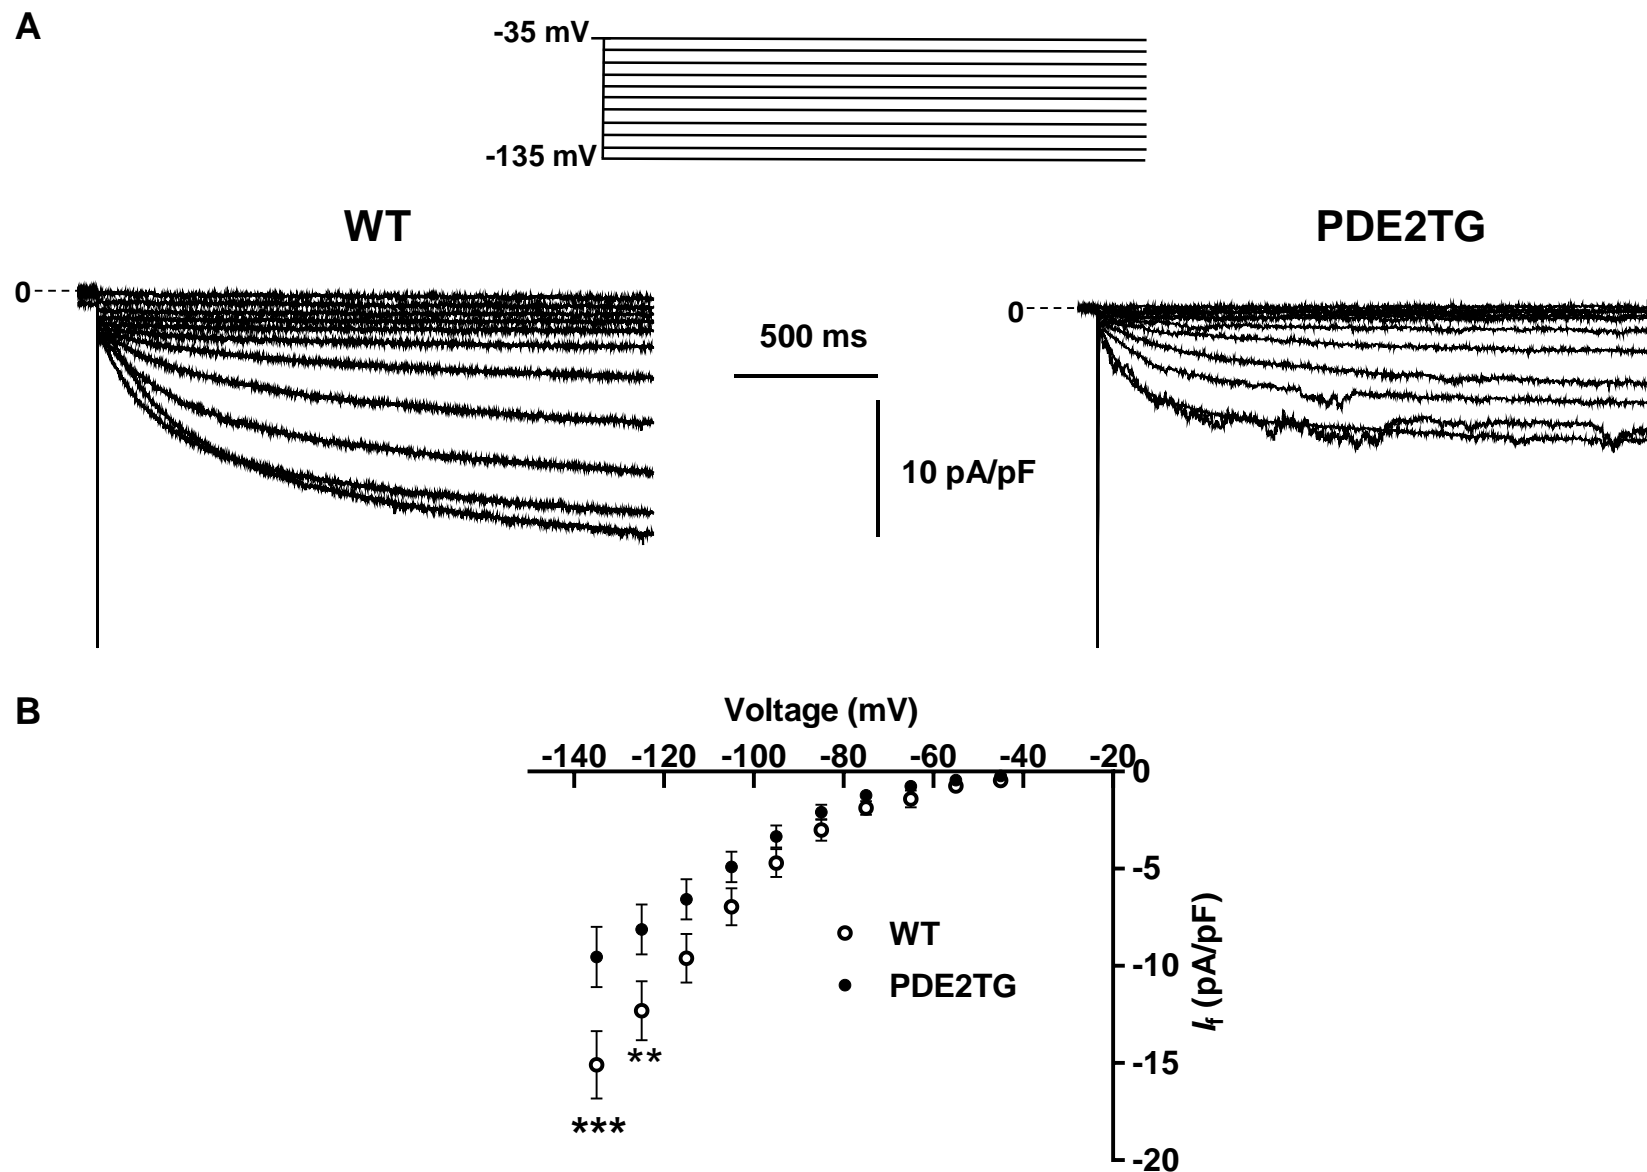 A
-35 mV
-135 mV
WT
PDE2TG
0
0
500 ms
10 pA/pF
B
Voltage (mV)
-140 -120 -100 -80 -60 -40 -20
0
-5
-10
-15
-20
If (pA/pF)
WT
PDE2TG
**
***